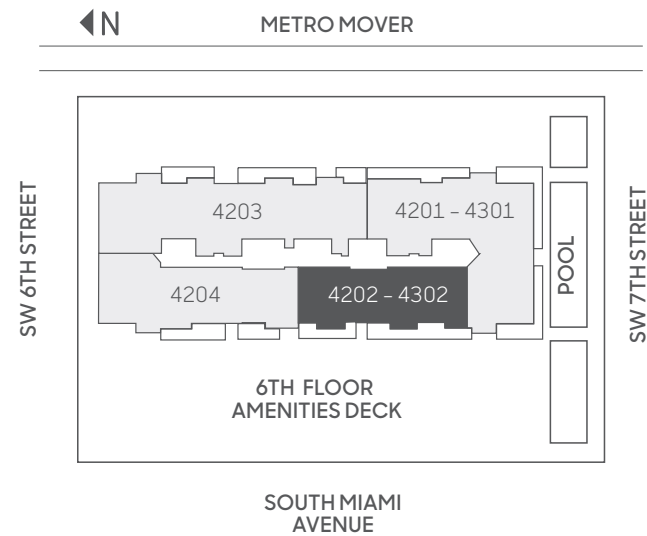 N
METRO MOVER
SW 6TH STREET
4203
4201 – 4301
4204
4202 – 4302
POOL
SW 7TH STREET
6TH FLOOR
AMENITIES DECK
SOUTH MIAMI
AVENUE